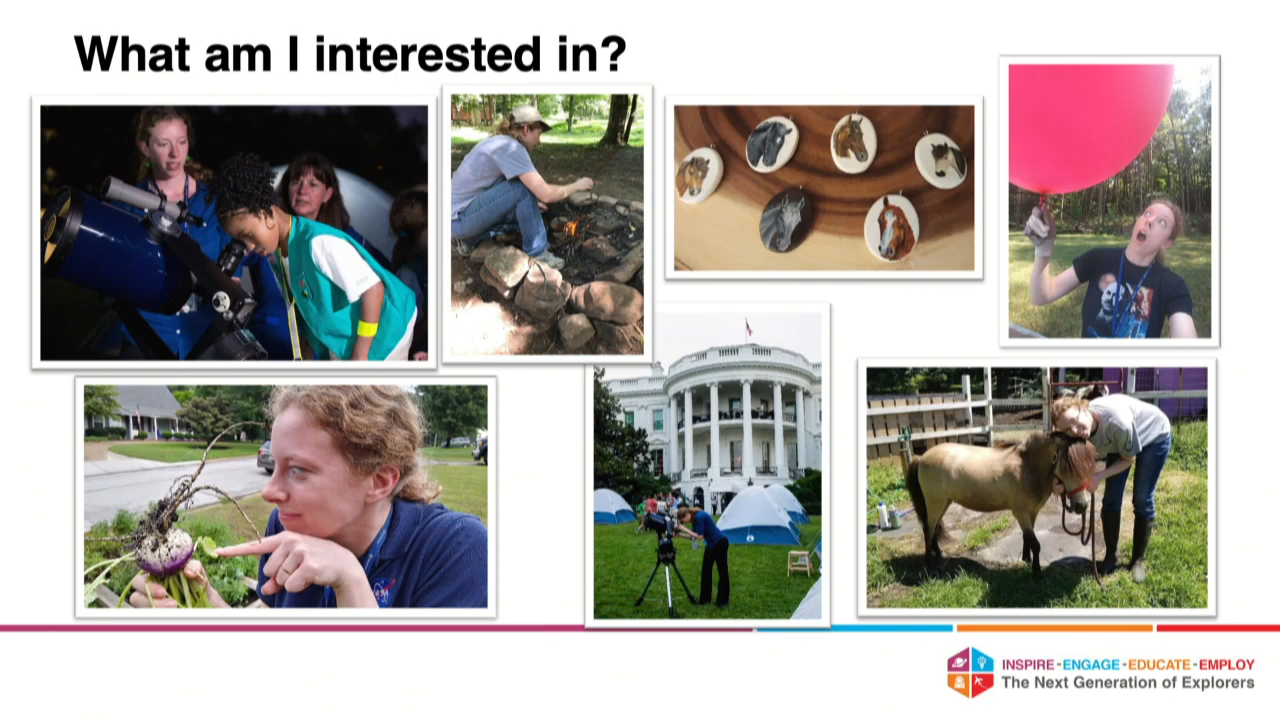 What am I interested in?
INSPIRE - ENGAGE - EDUCATE - EMPLOY
The Next Generation of Explorers